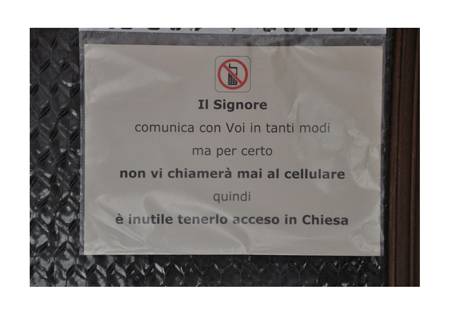 Il Signore
comunica con Voi in tanti modi
ma per certo
non vi chiamerà mai al cellulare
quindi
è inutile tenerlo acceso in Chiesa